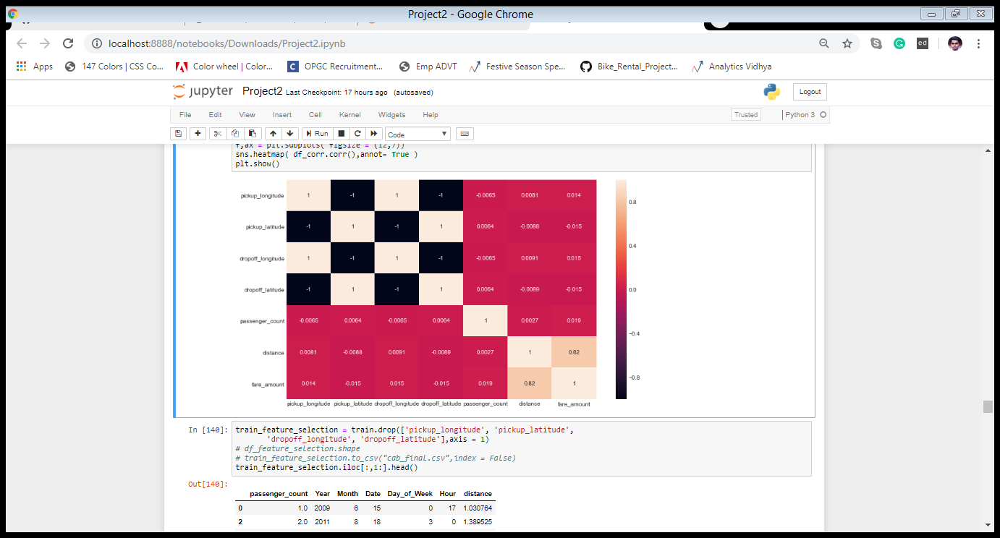 Project2 - Google Chrome
localhost:8888/notebooks/Downloads/Project2.ipynb
ed
Apps 147 Colors | CSS Co... Color wheel | Color... C OPGC Recruitment... Emp ADVT Festive Season Spe... Bike_Rental_Project... Analytics Vidhya
jupyter Project2 Last Checkpoint: 17 hours ago (autosaved) Logout
File Edit View Insert Cell Kernel Widgets Help Trusted Python 3
Run Code
f,ax = plt.subplots( figsize = (12,7))
sns.heatmap( df_corr.corr(),annot= True )
plt.show()
pickup_longitude 1 -1 1 -1 -0.0065 0.0081 0.014
0.8
pickup_latitude -1 1 -1 1 0.0064 -0.0088 -0.015
0.4
dropoff_longitude 1 -1 1 -1 -0.0065 0.0091 0.015
dropoff_latitude -1 1 -1 1 0.0064 -0.0089 -0.015
0.0
passenger_count -0.0065 0.0064 -0.0065 0.0064 1 0.0027 0.019
-0.4
distance 0.0081 -0.0088 0.0091 -0.0089 0.0027 1 0.82
-0.8
fare_amount 0.014 -0.015 0.015 -0.015 0.019 0.82 1
pickup_longitude pickup_latitude dropoff_longitude dropoff_latitude passenger_count distance fare_amount
In [140]: train_feature_selection = train.drop(['pickup_longitude', 'pickup_latitude',
'dropoff_longitude', 'dropoff_latitude'],axis = 1)
# df_feature_selection.shape
# train_feature_selection.to_csv("cab_final.csv",index = False)
train_feature_selection.iloc[:,1:].head()
Out[140]:
passenger_count Year Month Date Day_of_Week Hour distance
0 1.0 2009 6 15 0 17 1.030764
2 2.0 2011 8 18 3 0 1.389525